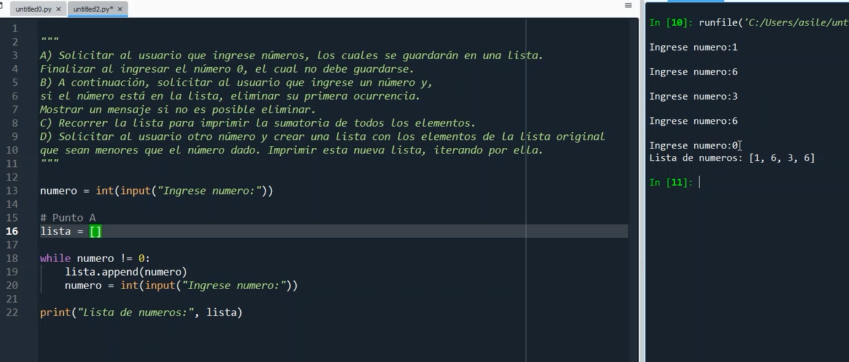 untitled0.py ×
untitled2.py* ×
1
2 """
3 A) Solicitar al usuario que ingrese números, los cuales se guardarán en una lista.
4 Finalizar al ingresar el número 0, el cual no debe guardarse.
5 B) A continuación, solicitar al usuario que ingrese un número y,
6 si el número está en la lista, eliminar su primera ocurrencia.
7 Mostrar un mensaje si no es posible eliminar.
8 C) Recorrer la lista para imprimir la sumatoria de todos los elementos.
9 D) Solicitar al usuario otro número y crear una lista con los elementos de la lista original
10 que sean menores que el número dado. Imprimir esta nueva lista, iterando por ella.
11 """
12
13 numero = int(input("Ingrese numero:"))
14
15 # Punto A
16 lista = []
17
18 while numero != 0:
19     lista.append(numero)
20     numero = int(input("Ingrese numero:"))
21
22 print("Lista de numeros:", lista)
In [10]: runfile('C:/Users/asile/unt
Ingrese numero:1
Ingrese numero:6
Ingrese numero:3
Ingrese numero:6
Ingrese numero:0
Lista de numeros: [1, 6, 3, 6]
In [11]: